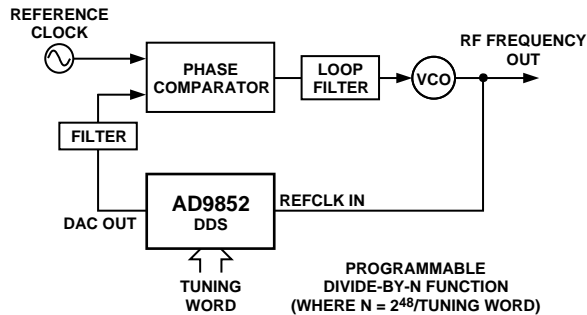 REFERENCE
CLOCK
PHASE
COMPARATOR
LOOP
FILTER
VCO
RF FREQUENCY
OUT
FILTER
DAC OUT
AD9852
DDS
REFCLK IN
TUNING
WORD
PROGRAMMABLE
DIVIDE-BY-N FUNCTION
(WHERE N = 2⁴⁸/TUNING WORD)